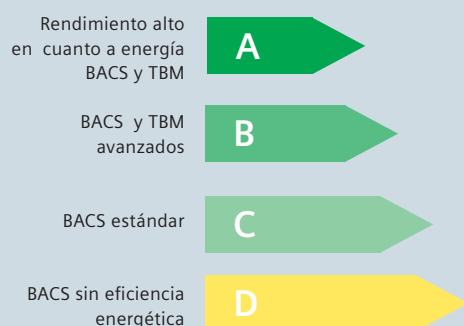 Rendimiento alto
en cuanto a energía
BACS y TBM
A
BACS y TBM
avanzados
B
BACS estándar
C
BACS sin eficiencia
energética
D